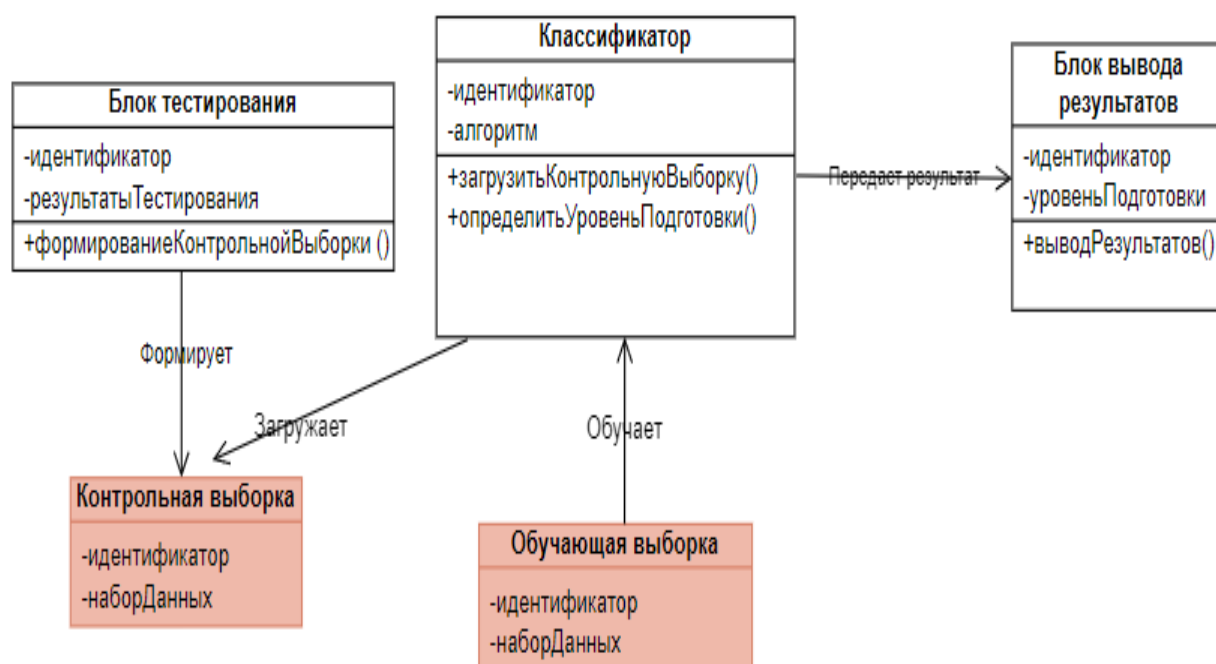 Блок тестирования
-идентификатор
-результатыТестирования
+формированиеКонтрольнойВыборки ()
Классификатор
-идентификатор
-алгоритм
+загрузитьКонтрольнуюВыборку()
+определитьУровеньПодготовки()
Передает результат
Блок вывода
результатов
-идентификатор
-уровеньПодготовки
+выводРезультатов()
Формирует
Загружает
Обучает
Контрольная выборка
-идентификатор
-наборДанных
Обучающая выборка
-идентификатор
-наборДанных